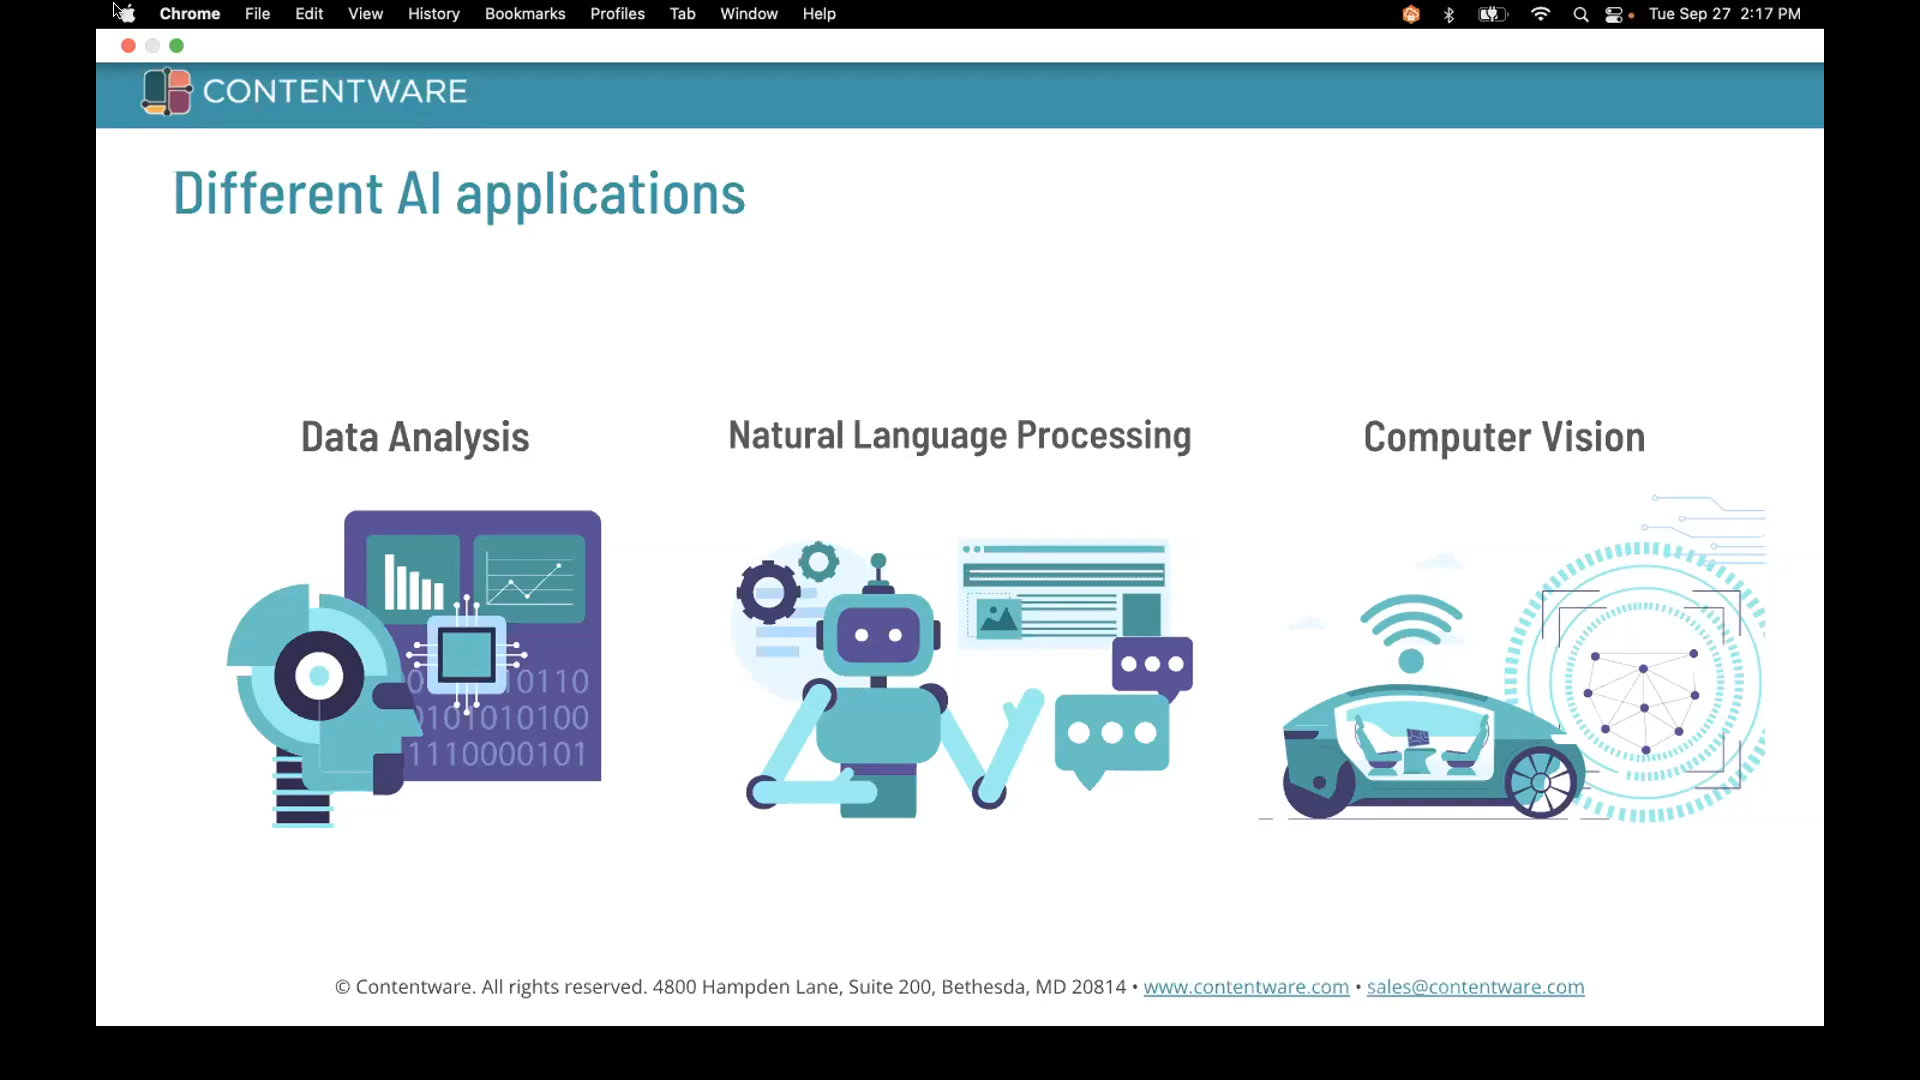 Chrome File Edit View History Bookmarks Profiles Tab Window Help Tue Sep 27 2:17 PM
CONTENTWARE
Different AI applications
Data Analysis Natural Language Processing Computer Vision
10110
0101010100
1110000101
© Contentware. All rights reserved. 4800 Hampden Lane, Suite 200, Bethesda, MD 20814 • www.contentware.com • sales@contentware.com